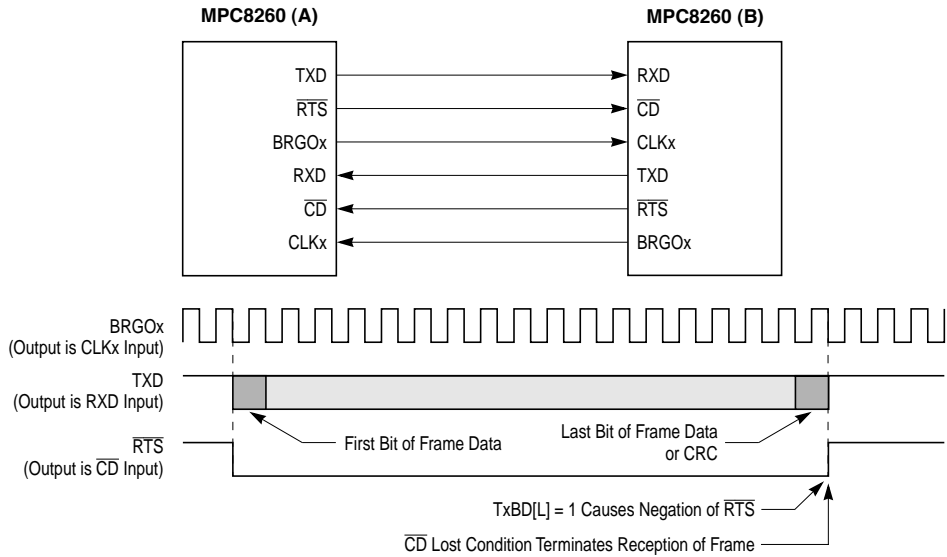 MPC8260 (A)
MPC8260 (B)
TXD
RXD
RTS
CD
BRGOx
CLKx
RXD
TXD
CD
RTS
CLKx
BRGOx
BRGOx
(Output is CLKx Input)
TXD
(Output is RXD Input)
RTS
(Output is CD Input)
First Bit of Frame Data
Last Bit of Frame Data
or CRC
TxBD[L] = 1 Causes Negation of RTS
CD Lost Condition Terminates Reception of Frame